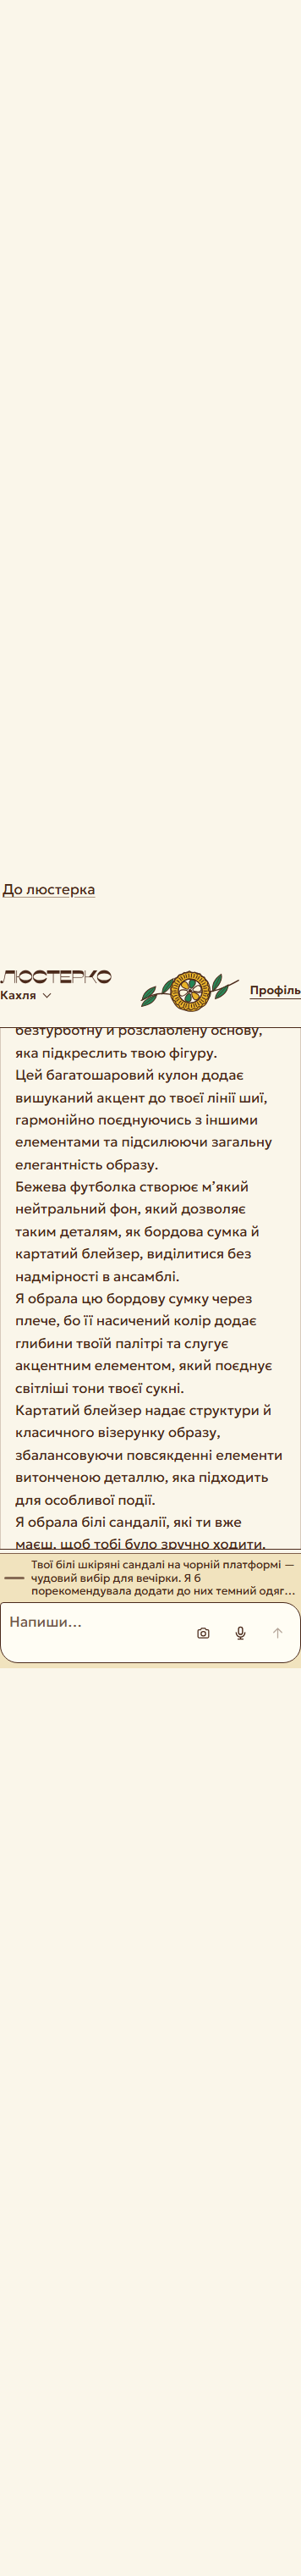 До люстерка
ЛЮСТЕРКО
Кахля
Профіль
безтурботну й розслаблену основу,
яка підкреслить твою фігуру.
Цей багатошаровий кулон додає
вишуканий акцент до твоєї лінії шиї,
гармонійно поєднуючись з іншими
елементами та підсилюючи загальну
елегантність образу.
Бежева футболка створює м’який
нейтральний фон, який дозволяє
таким деталям, як бордова сумка й
картатий блейзер, виділитися без
надмірності в ансамблі.
Я обрала цю бордову сумку через
плече, бо її насичений колір додає
глибини твоїй палітрі та слугує
акцентним елементом, який поєднує
світліші тони твоєї сукні.
Картатий блейзер надає структури й
класичного візерунку образу,
збалансовуючи повсякденні елементи
витонченою деталлю, яка підходить
для особливої події.
Я обрала білі сандалії, які ти вже
маєш, щоб тобі було зручно ходити,
Твої білі шкіряні сандалі на чорній платформі —
чудовий вибір для вечірки. Я б
порекомендувала додати до них темний одяг…
Напиши…